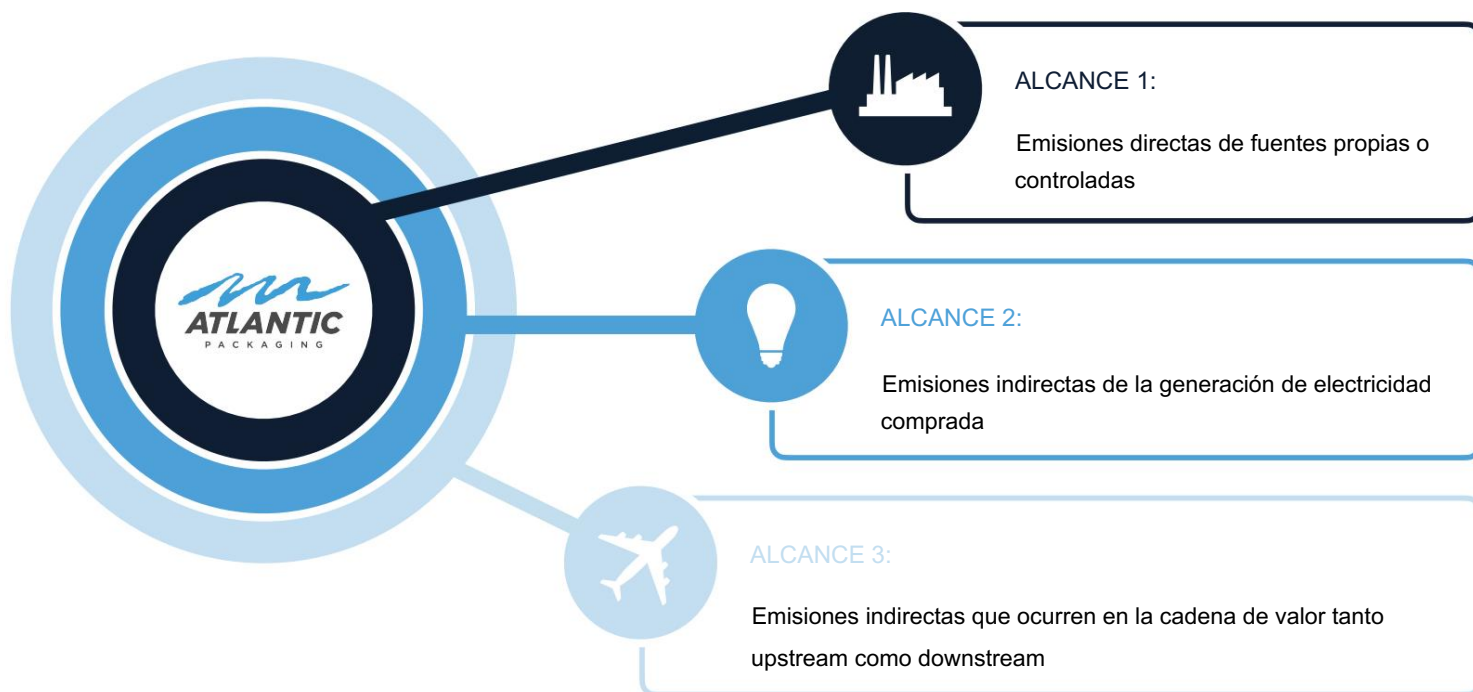 ATLANTIC
PACKAGING
ALCANCE 1:
Emisiones directas de fuentes propias o
controladas
ALCANCE 2:
Emisiones indirectas de la generación de electricidad
comprada
ALCANCE 3:
Emisiones indirectas que ocurren en la cadena de valor tanto
upstream como downstream